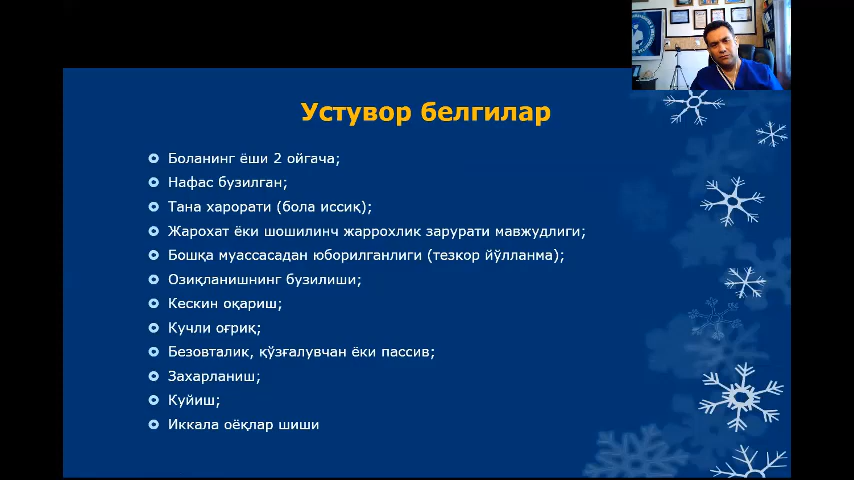 Устувор белгилар
Боланинг ёши 2 ойгача;
Нафас бузилган;
Тана харорати (бола иссиқ);
Жарохат ёки шошилинч жаррохлик зарурати мавжудлиги;
Бошқа муассасадан юборилганлиги (тезкор йўлланма);
Озиқланишнинг бузилиши;
Кескин оқариш;
Кучли оғриқ;
Безовталик, қўзғалувчан ёки пассив;
Захарланиш;
Куйиш;
Иккала оёқлар шиши